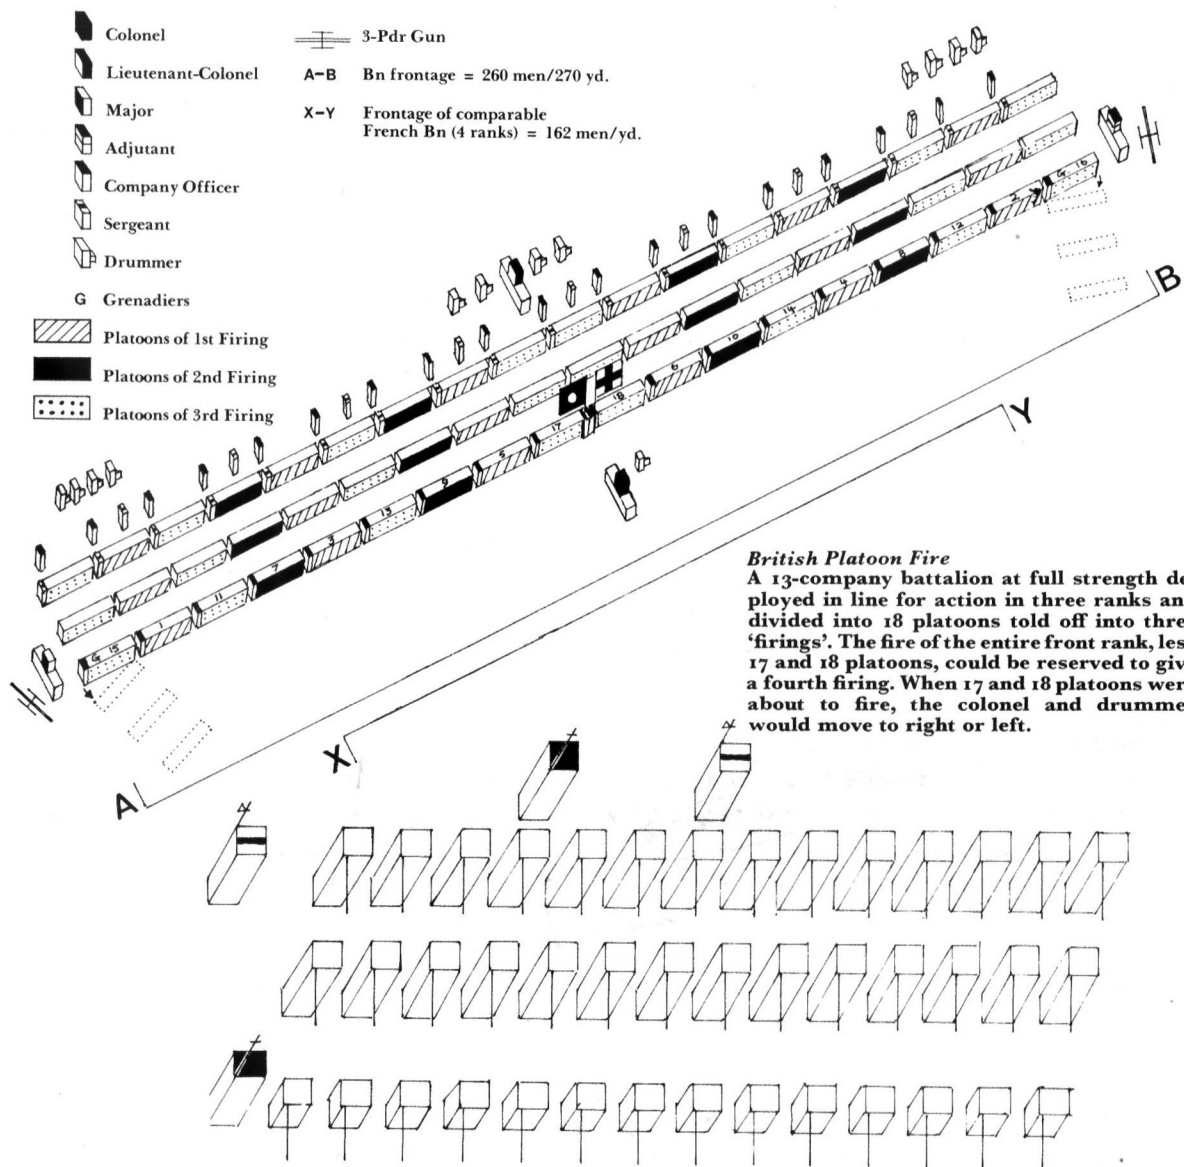 Colonel
Lieutenant-Colonel
Major
Adjutant
Company Officer
Sergeant
Drummer
G Grenadiers
Platoons of 1st Firing
Platoons of 2nd Firing
Platoons of 3rd Firing
3-Pdr Gun
A–B Bn frontage = 260 men/270 yd.
X–Y Frontage of comparable
French Bn (4 ranks) = 162 men/yd.
G 15
1
11
7
3
13
9
5
17
18
6
10
14
4
8
12
2
G 16
A
B
X
Y
British Platoon Fire
A 13-company battalion at full strength de
ployed in line for action in three ranks an
divided into 18 platoons told off into thre
‘firings’. The fire of the entire front rank, les
17 and 18 platoons, could be reserved to giv
a fourth firing. When 17 and 18 platoons wer
about to fire, the colonel and drumme
would move to right or left.